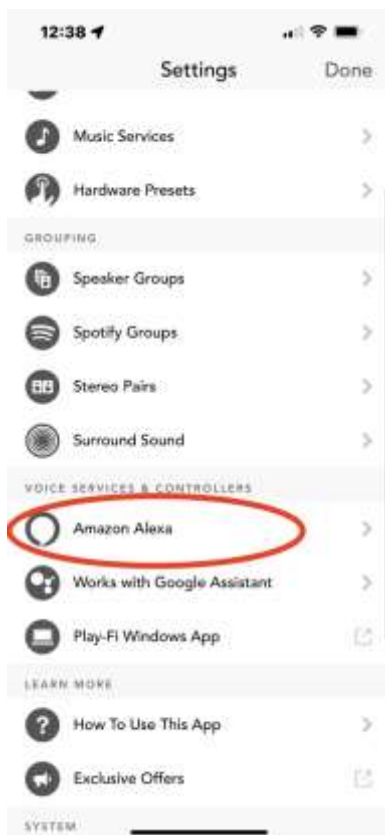 12:38
Settings
Done
Music Services
Hardware Presets
GROUPING
Speaker Groups
Spotify Groups
Stereo Pairs
Surround Sound
VOICE SERVICES & CONTROLLERS
Amazon Alexa
Works with Google Assistant
Play-Fi Windows App
LEARN MORE
How To Use This App
Exclusive Offers
SYSTEM